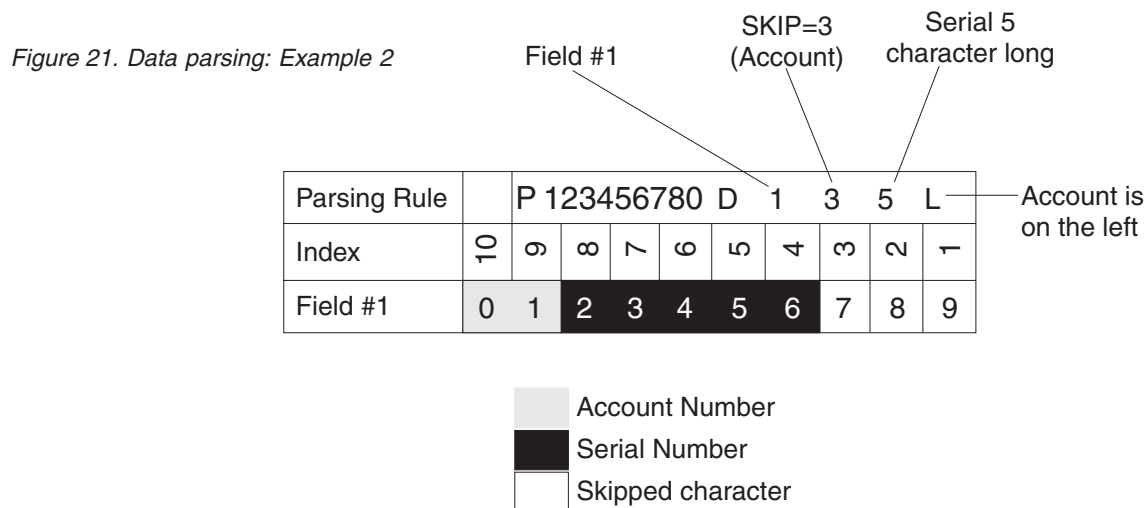 Figure 21. Data parsing: Example 2
Field #1
SKIP=3
(Account)
Serial 5
character long
Parsing Rule P 123456780 D 1 3 5 L
Account is
on the left
Index 10 9 8 7 6 5 4 3 2 1
Field #1 0 1 2 3 4 5 6 7 8 9
Account Number
Serial Number
Skipped character